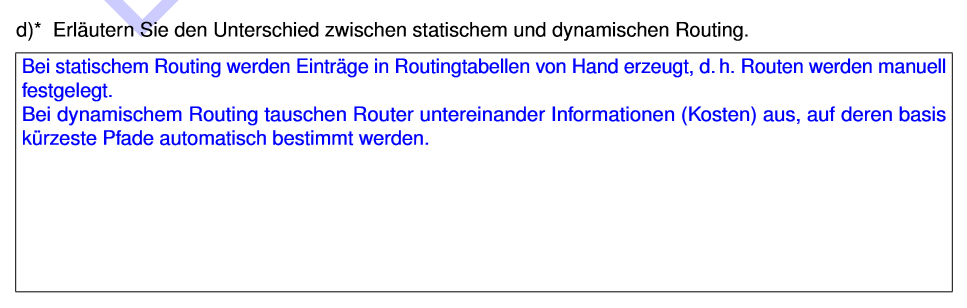 d)* Erläutern Sie den Unterschied zwischen statischem und dynamischen Routing.
Bei statischem Routing werden Einträge in Routingtabellen von Hand erzeugt, d. h. Routen werden manuell
festgelegt.
Bei dynamischem Routing tauschen Router untereinander Informationen (Kosten) aus, auf deren basis
kürzeste Pfade automatisch bestimmt werden.